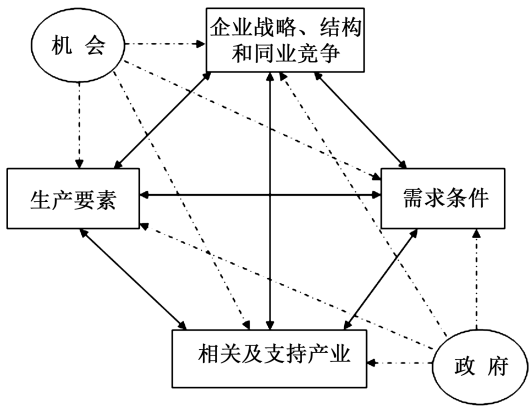 机 会
企业战略、结构
和同业竞争
生产要素
需求条件
相关及支持产业
政 府